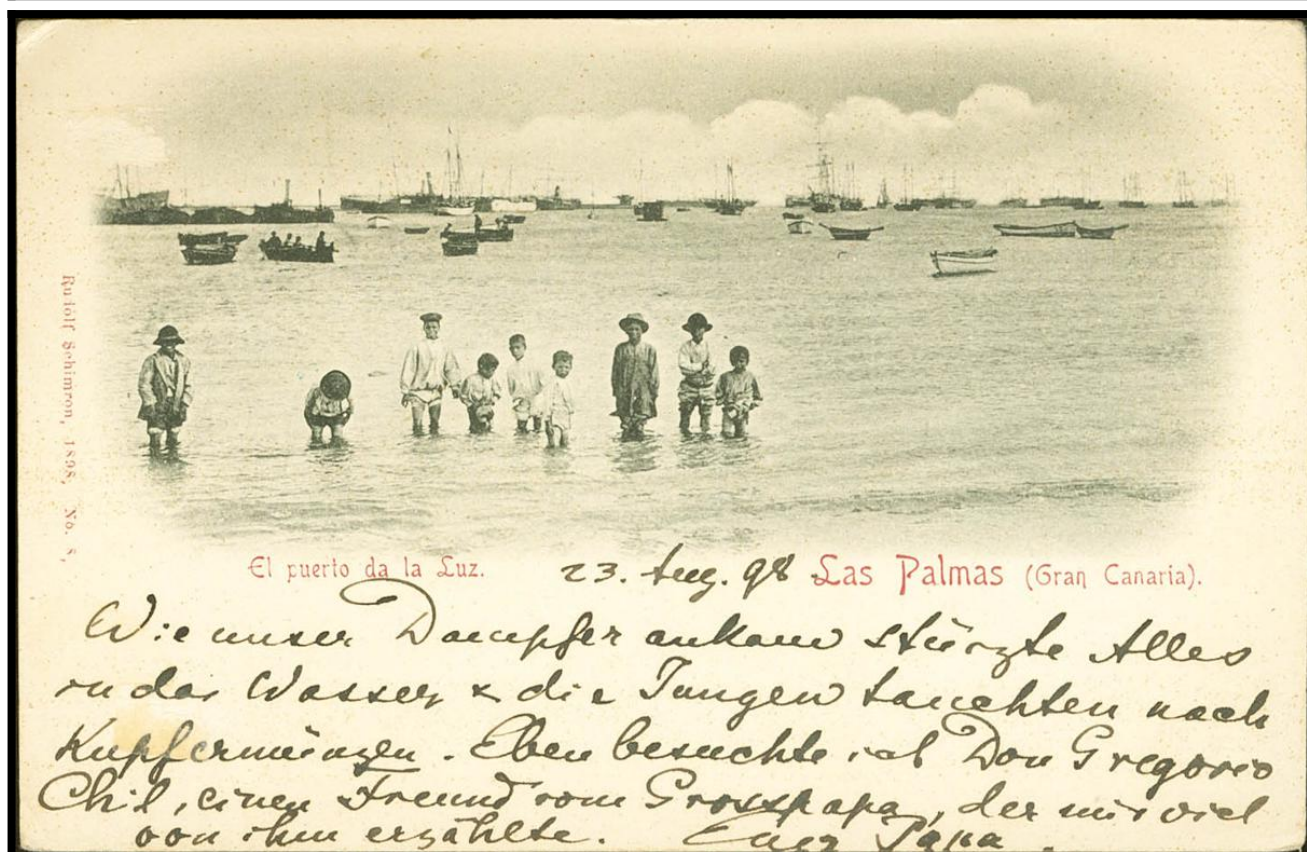 Rudolf Schimron, 1898, No. 8,
El puerto da la Luz. 23. Aug. 98 Las Palmas (Gran Canaria).
Wie unser Dampfer ankam stürzte Alles
in das Wasser & die Jungen tauchten nach
Kupfermünzen. Eben besuchte ich Don Gregorio
Chil, einen Freund vom Grosspapa, der mir viel
von ihm erzählte. Euer Papa.